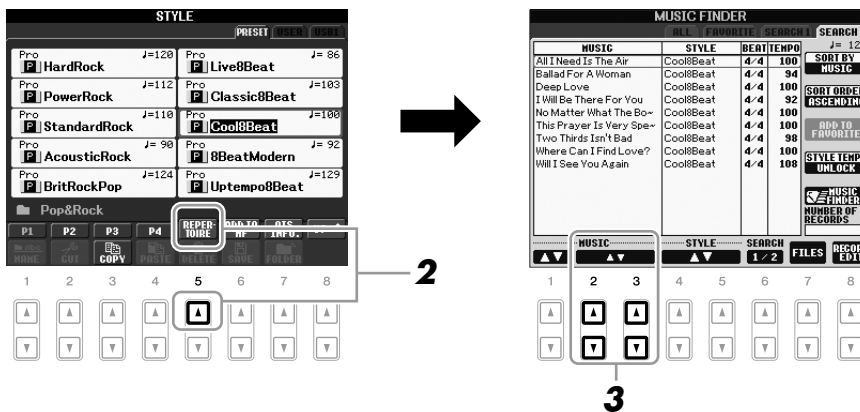 STYLE
PRESET USER USB1
Pro HardRock ♩=120 Pro Live8Beat ♩= 86
Pro PowerRock ♩=112 Pro Classic8Beat ♩=103
Pro StandardRock ♩=110 Pro Cool8Beat ♩=100
Pro AcousticRock ♩= 90 Pro 8BeatModern ♩= 92
Pro BritRockPop ♩=124 Pro Uptempo8Beat ♩=129
Pop&Rock
P1 P2 P3 P4 REPER-TOIRE ADD TO MF OTS INFO.
NAME CUT COPY PASTE DELETE SAVE FOLDER
1 2 3 4 5 6 7 8
2
MUSIC FINDER
ALL FAVORITE SEARCH 1 SEARCH
MUSIC STYLE BEAT TEMPO
All I Need Is The Air Cool8Beat 4/4 100
Ballad For A Woman Cool8Beat 4/4 94
Deep Love Cool8Beat 4/4 100
I Will Be There For You Cool8Beat 4/4 92
No Matter What The Bo~ Cool8Beat 4/4 100
This Prayer Is Very Spe~ Cool8Beat 4/4 100
Two Thirds Isn't Bad Cool8Beat 4/4 98
Where Can I Find Love? Cool8Beat 4/4 100
Will I See You Again Cool8Beat 4/4 108
♩= 12
SORT BY
MUSIC
SORT ORDE
ASCENDIN
ADD TO
FAVORITE
STYLE TEMP
UNLOCK
MUSIC
FINDER
NUMBER OF
RECORDS
MUSIC STYLE SEARCH
1 / 2 FILES RECOR
EDI
1 2 3 4 5 6 7 8
3